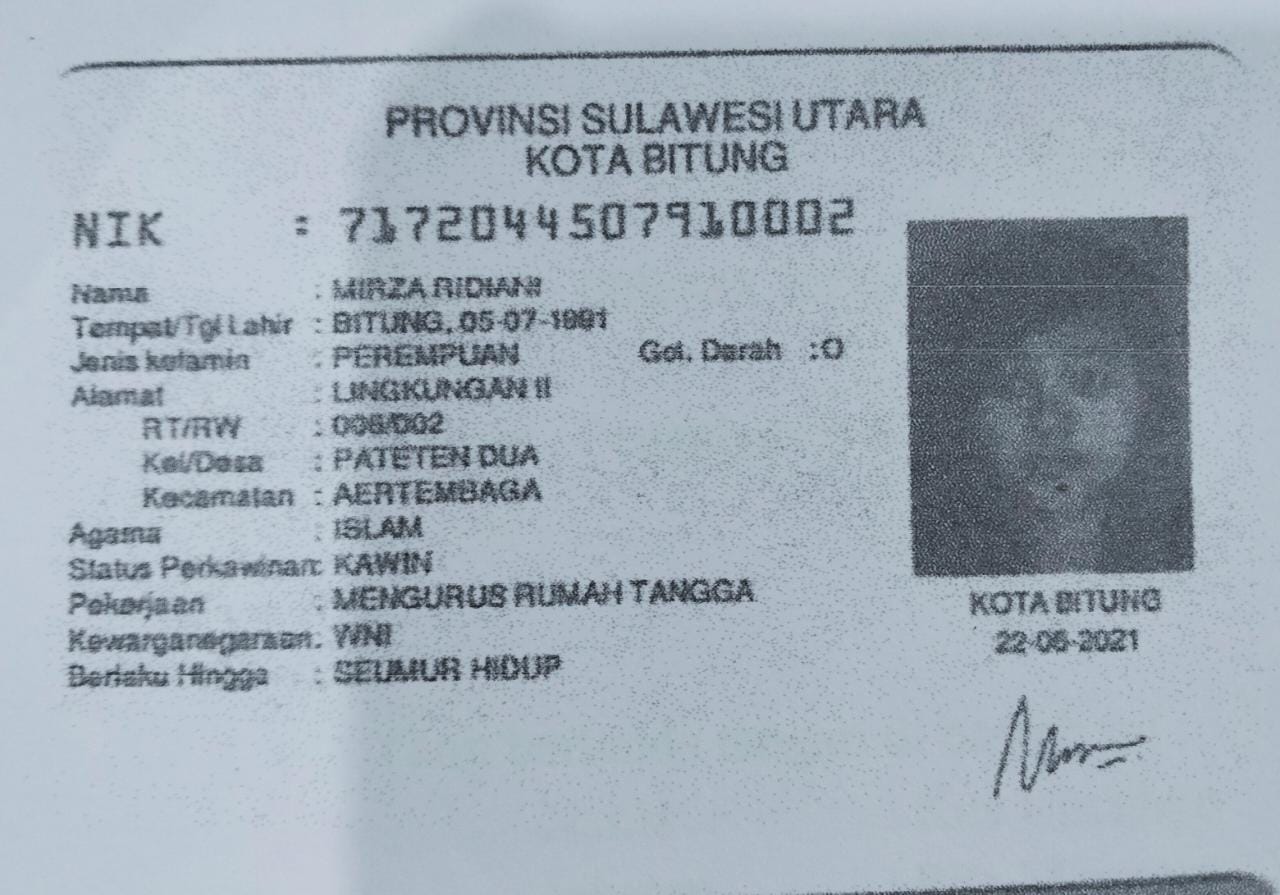 PROVINSI SULAWESI UTARA
KOTA BITUNG
NIK : 7172044507910002
Nama : MIRZA RIDIANI
Tempat/Tgl Lahir : BITUNG, 05-07-1991
Jenis kelamin : PEREMPUAN Gol. Darah : O
Alamat : LINGKUNGAN II
RT/RW : 006/002
Kel/Desa : PATETEN DUA
Kecamatan : AERTEMBAGA
Agama : ISLAM
Status Perkawinan: KAWIN
Pekerjaan : MENGURUS RUMAH TANGGA
Kewarganegaraan: WNI
Berlaku Hingga : SEUMUR HIDUP
KOTA BITUNG
22-06-2021